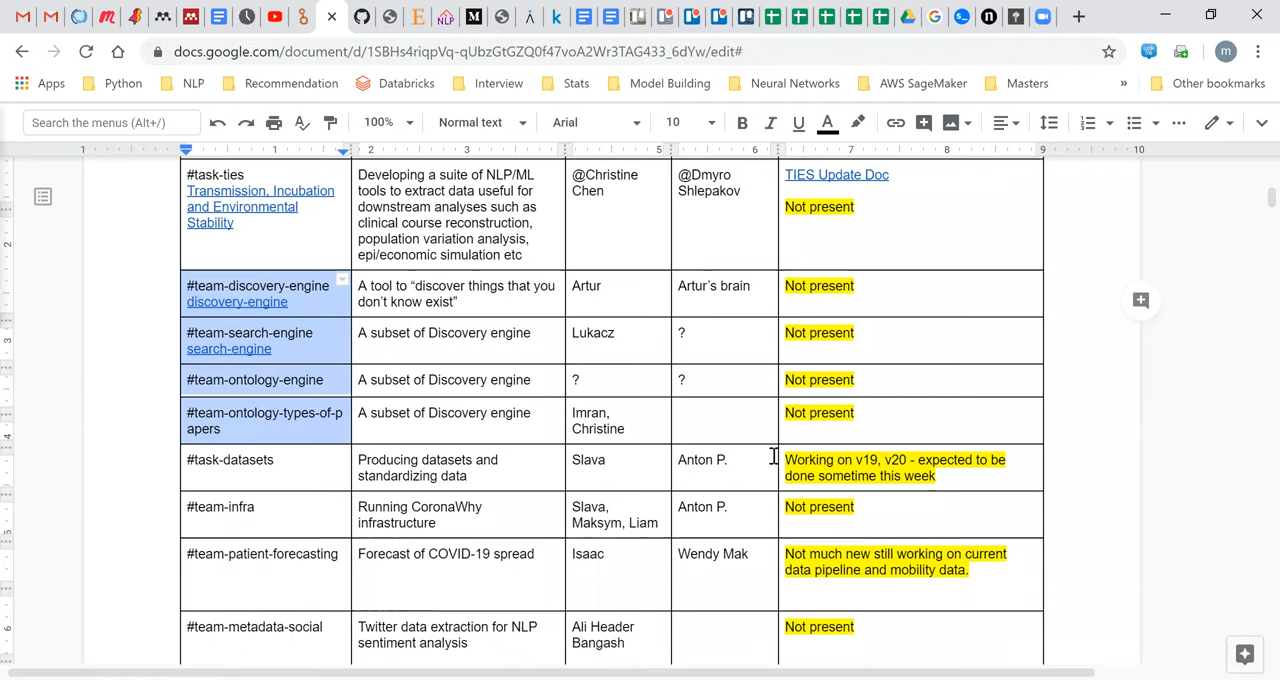 docs.google.com/document/d/1SBHs4riqpVq-qUbzGtGZQ0f47voA2Wr3TAG433_6dYw/edit#
m
Apps Python NLP Recommendation Databricks Interview Stats Model Building Neural Networks AWS SageMaker Masters » Other bookmarks
Search the menus (Alt+/) 100% Normal text Arial 10 B I U A
1 1 2 3 5 6 7 8 9 10
#task-ties
Transmission, Incubation
and Environmental
Stability
Developing a suite of NLP/ML
tools to extract data useful for
downstream analyses such as
clinical course reconstruction,
population variation analysis,
epi/economic simulation etc
@Christine
Chen
@Dmyro
Shlepakov
TIES Update Doc
Not present
#team-discovery-engine
discovery-engine
A tool to “discover things that you
don’t know exist”
Artur
Artur’s brain
Not present
#team-search-engine
search-engine
A subset of Discovery engine
Lukacz
?
Not present
#team-ontology-engine
A subset of Discovery engine
?
?
Not present
#team-ontology-types-of-p
apers
A subset of Discovery engine
Imran,
Christine
Not present
#task-datasets
Producing datasets and
standardizing data
Slava
Anton P.
Working on v19, v20 - expected to be
done sometime this week
#team-infra
Running CoronaWhy
infrastructure
Slava,
Maksym, Liam
Anton P.
Not present
#team-patient-forecasting
Forecast of COVID-19 spread
Isaac
Wendy Mak
Not much new still working on current
data pipeline and mobility data.
#team-metadata-social
Twitter data extraction for NLP
sentiment analysis
Ali Header
Bangash
Not present